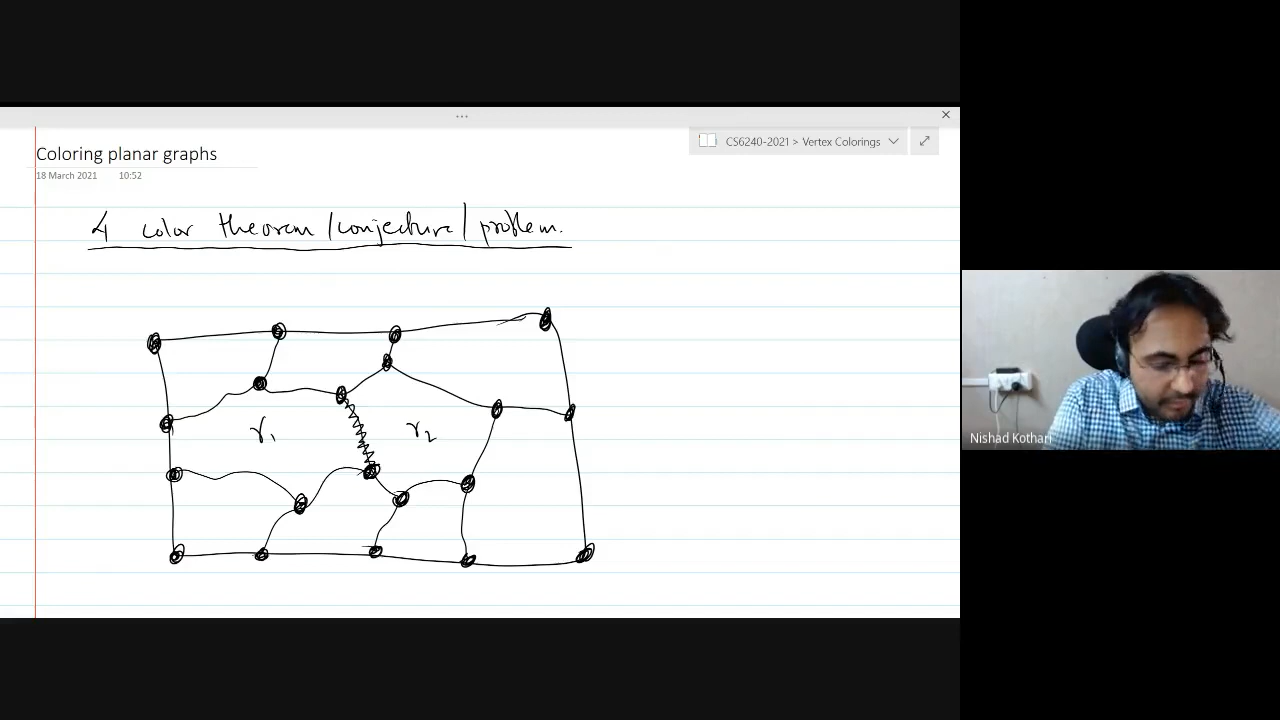 ...
CS6240-2021 > Vertex Colorings
Coloring planar graphs
18 March 2021 10:52
4 color theorem/conjecture/problem.
r₁
r₂
Nishad Kothari